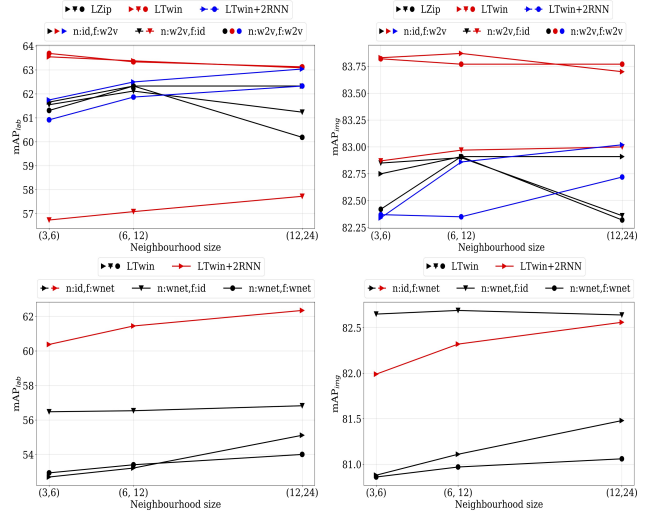 LZip LTwin LTwin+2RNN
n:id,f:w2v n:w2v,f:id n:w2v,f:w2v
64
63
62
61
60
59
58
57
mAP_lab
(3,6) (6, 12) (12,24)
Neighbourhood size
LZip LTwin LTwin+2RNN
n:id,f:w2v n:w2v,f:id n:w2v,f:w2v
83.75
83.50
83.25
83.00
82.75
82.50
82.25
mAP_img
(3,6) (6, 12) (12,24)
Neighbourhood size
LTwin LTwin+2RNN
n:id,f:wnet n:wnet,f:id n:wnet,f:wnet
62
60
58
56
54
mAP_lab
(3,6) (6, 12) (12,24)
Neighbourhood size
LTwin LTwin+2RNN
n:id,f:wnet n:wnet,f:id n:wnet,f:wnet
82.5
82.0
81.5
81.0
mAP_img
(3,6) (6, 12) (12,24)
Neighbourhood size